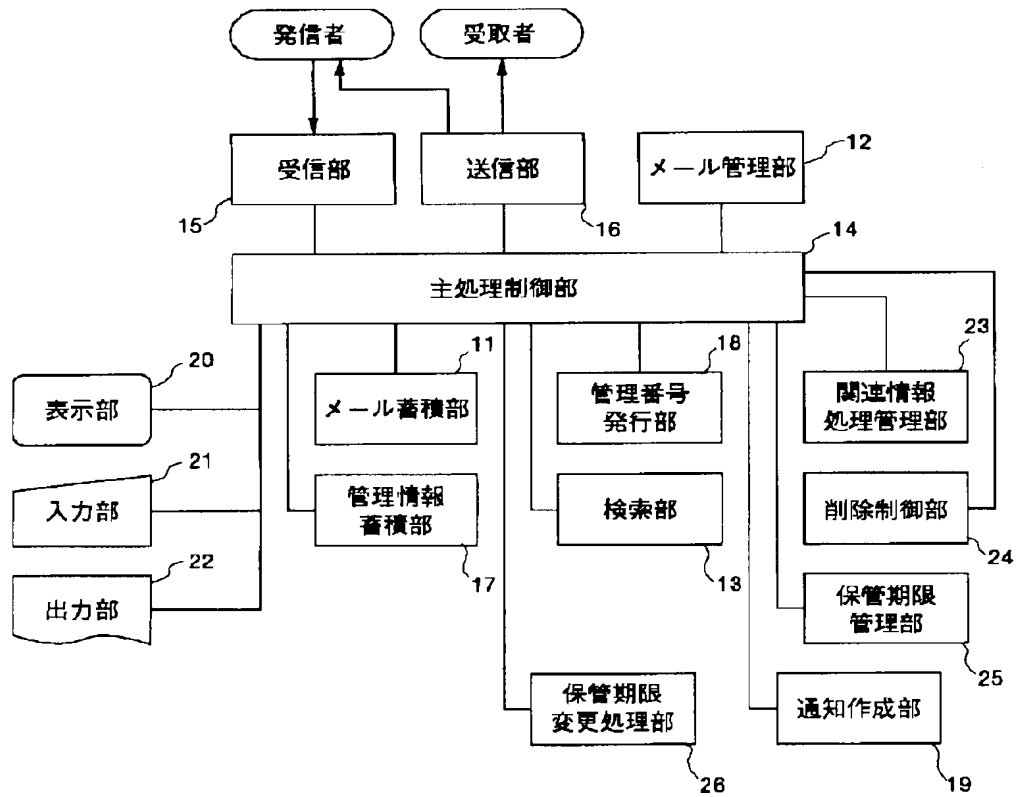 発信者
受取者
受信部
15
送信部
16
メール管理部
12
主処理制御部
14
表示部
20
メール蓄積部
11
管理番号
発行部
18
関連情報
処理管理部
23
入力部
21
管理情報
蓄積部
17
検索部
13
削除制御部
24
出力部
22
保管期限
管理部
25
保管期限
変更処理部
26
通知作成部
19